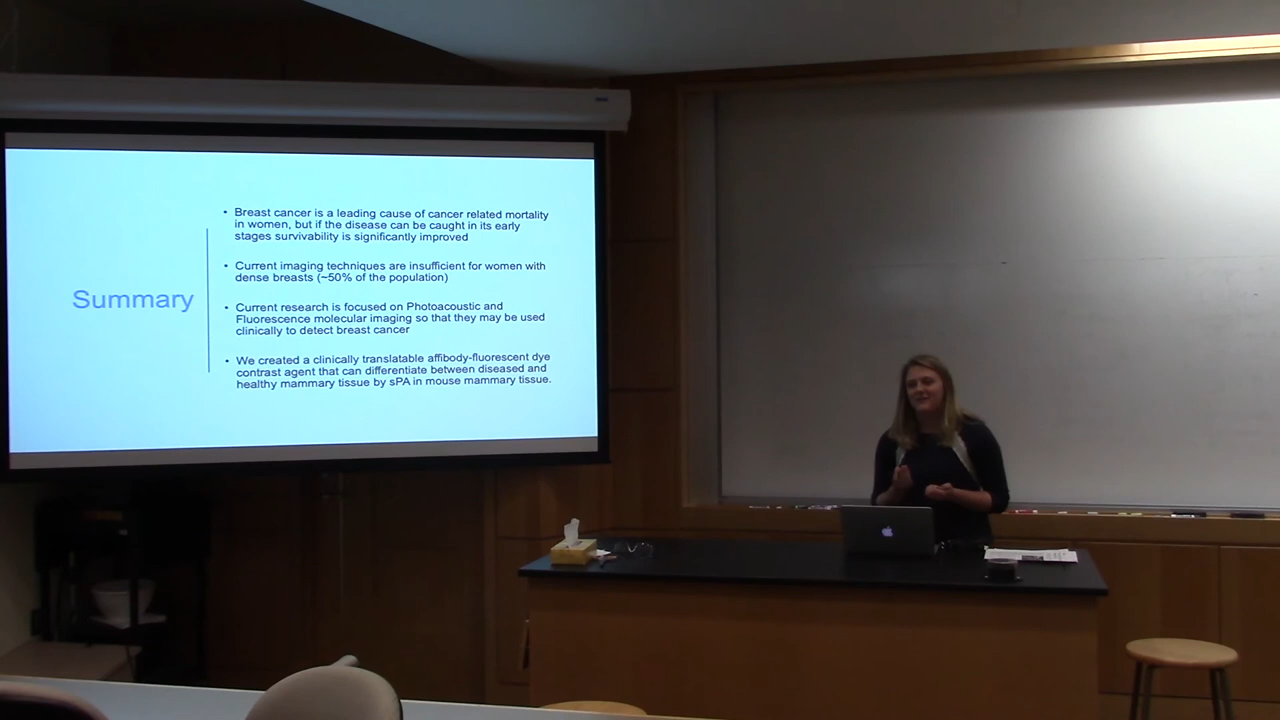 Summary
• Breast cancer is a leading cause of cancer related mortality
in women, but if the disease can be caught in its early
stages survivability is significantly improved
• Current imaging techniques are insufficient for women with
dense breasts (~50% of the population)
• Current research is focused on Photoacoustic and
Fluorescence molecular imaging so that they may be used
clinically to detect breast cancer
• We created a clinically translatable affibody-fluorescent dye
contrast agent that can differentiate between diseased and
healthy mammary tissue by sPA in mouse mammary tissue.